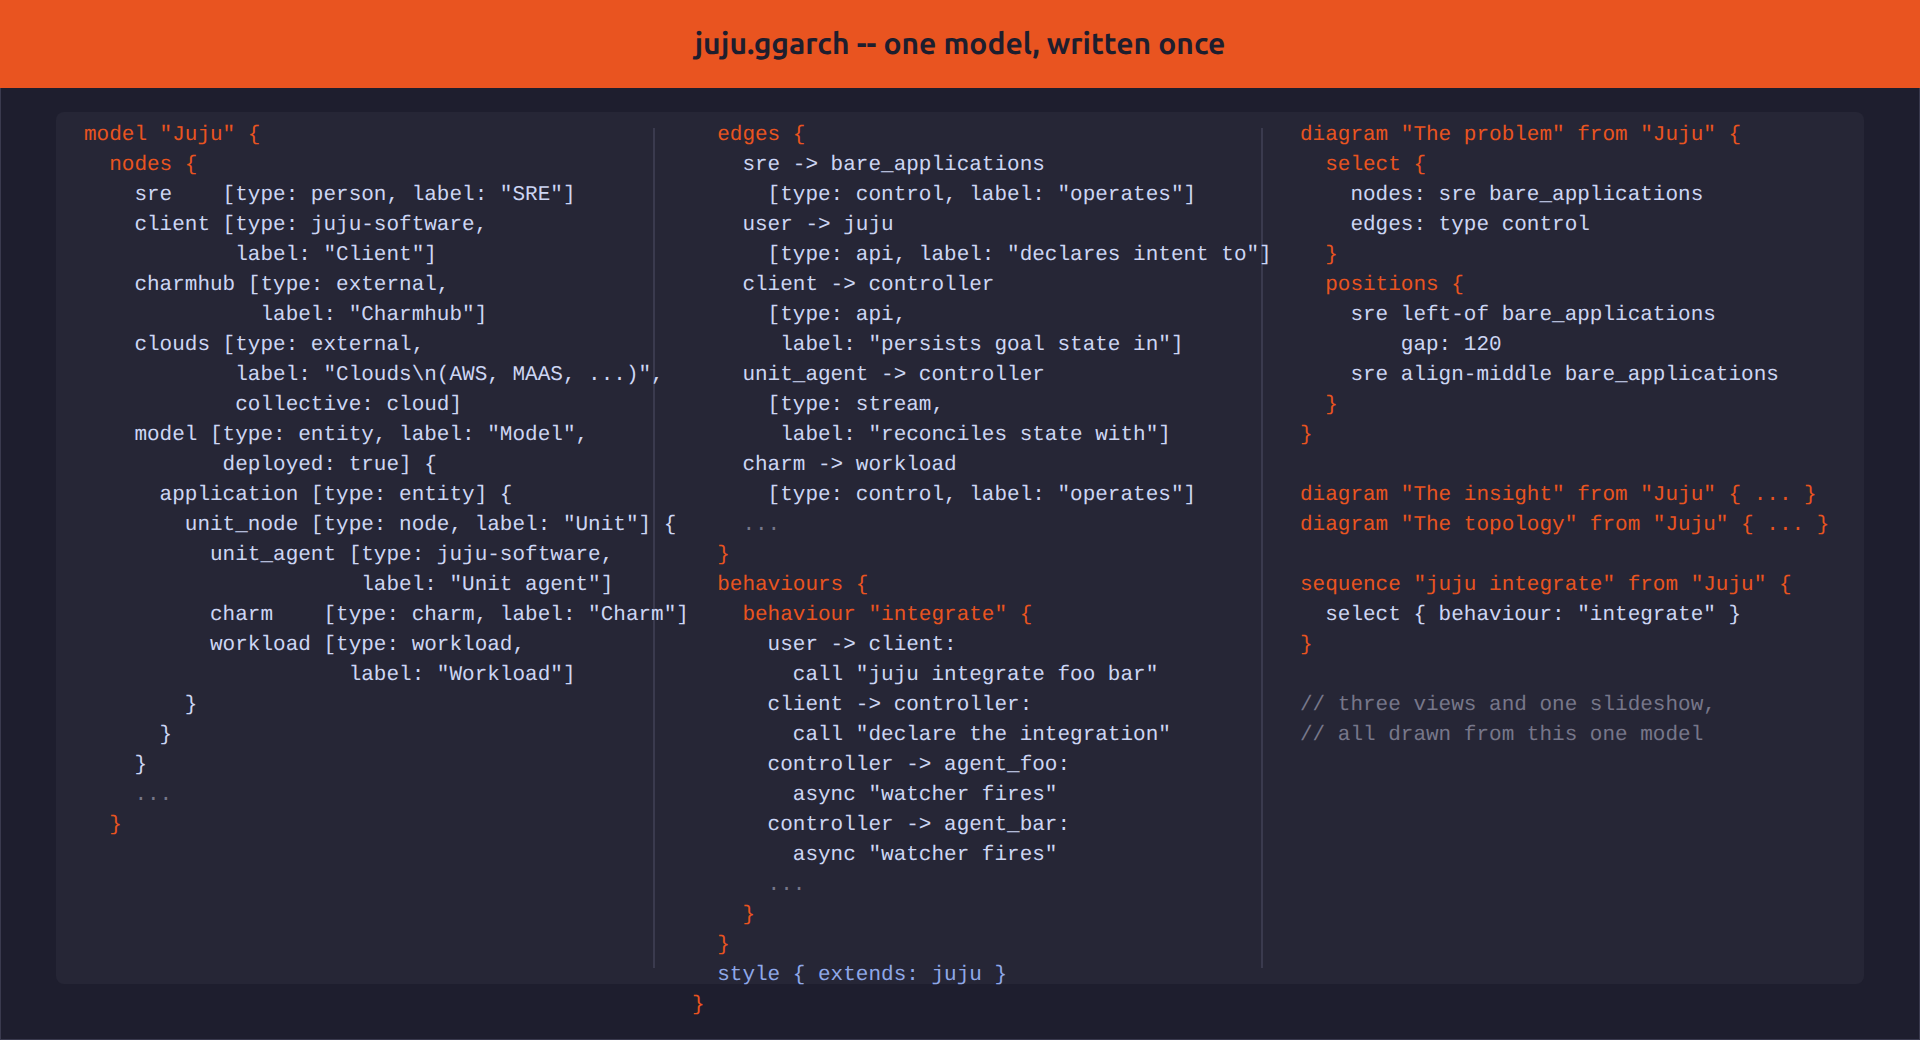 juju.ggarch -- one model, written once
model "Juju" {
  nodes {
    sre    [type: person, label: "SRE"]
    client [type: juju-software,
            label: "Client"]
    charmhub [type: external,
              label: "Charmhub"]
    clouds [type: external,
            label: "Clouds\n(AWS, MAAS, ...)",
            collective: cloud]
    model [type: entity, label: "Model",
           deployed: true] {
      application [type: entity] {
        unit_node [type: node, label: "Unit"] {
          unit_agent [type: juju-software,
                      label: "Unit agent"]
          charm    [type: charm, label: "Charm"]
          workload [type: workload,
                     label: "Workload"]
        }
      }
    }
    ...
  }
  edges {
    sre -> bare_applications
      [type: control, label: "operates"]
    user -> juju
      [type: api, label: "declares intent to"]
    client -> controller
      [type: api,
       label: "persists goal state in"]
    unit_agent -> controller
      [type: stream,
       label: "reconciles state with"]
    charm -> workload
      [type: control, label: "operates"]
    ...
  }
  behaviours {
    behaviour "integrate" {
      user -> client:
        call "juju integrate foo bar"
      client -> controller:
        call "declare the integration"
      controller -> agent_foo:
        async "watcher fires"
      controller -> agent_bar:
        async "watcher fires"
      ...
    }
  }
  style { extends: juju }
}
diagram "The problem" from "Juju" {
  select {
    nodes: sre bare_applications
    edges: type control
  }
  positions {
    sre left-of bare_applications
        gap: 120
    sre align-middle bare_applications
  }
}
diagram "The insight" from "Juju" { ... }
diagram "The topology" from "Juju" { ... }
sequence "juju integrate" from "Juju" {
  select { behaviour: "integrate" }
}
// three views and one slideshow,
// all drawn from this one model